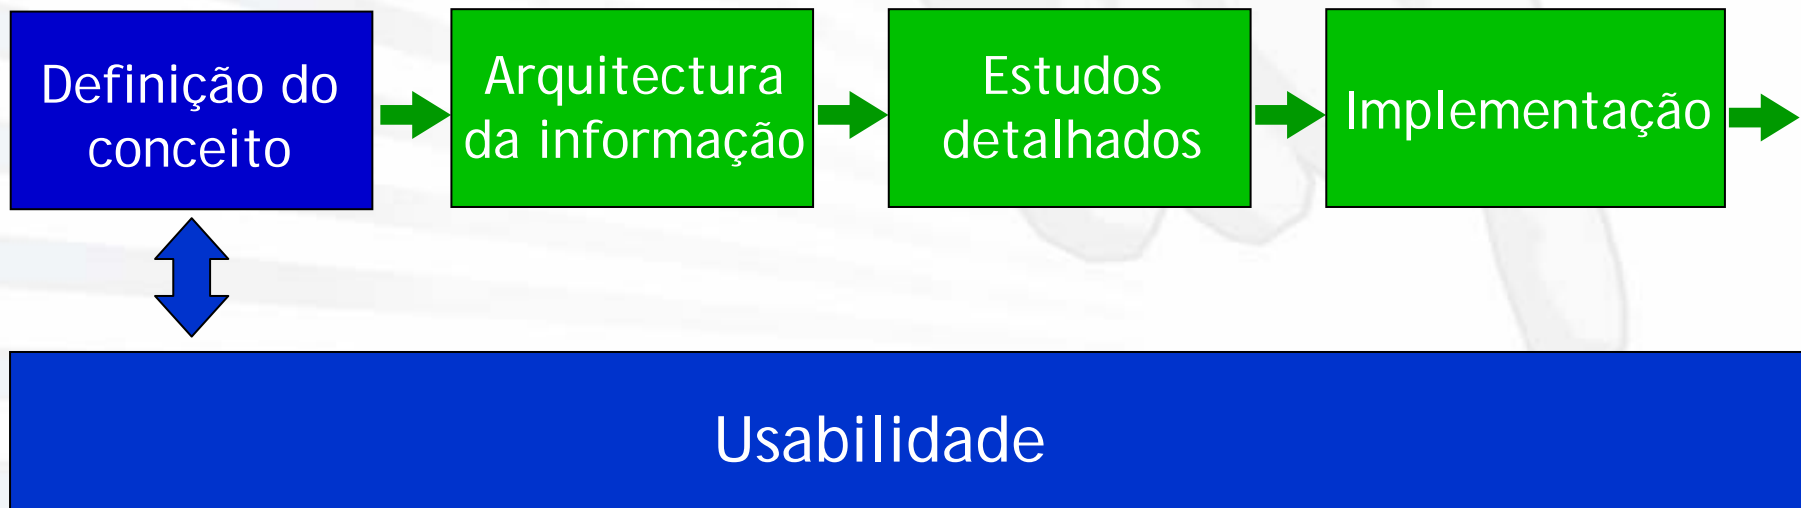 Definição do
conceito
Arquitectura
da informação
Estudos
detalhados
Implementação
Usabilidade